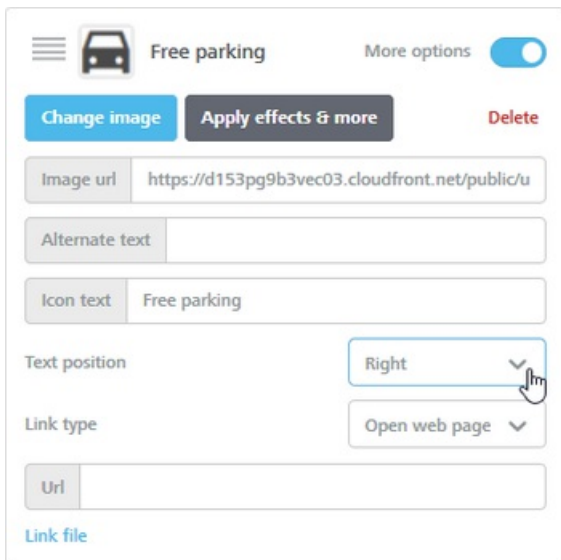 Free parking More options
Change image Apply effects & more Delete
Image url https://d153pg9b3vec03.cloudfront.net/public/u
Alternate text
Icon text Free parking
Text position Right
Link type Open web page
Url
Link file